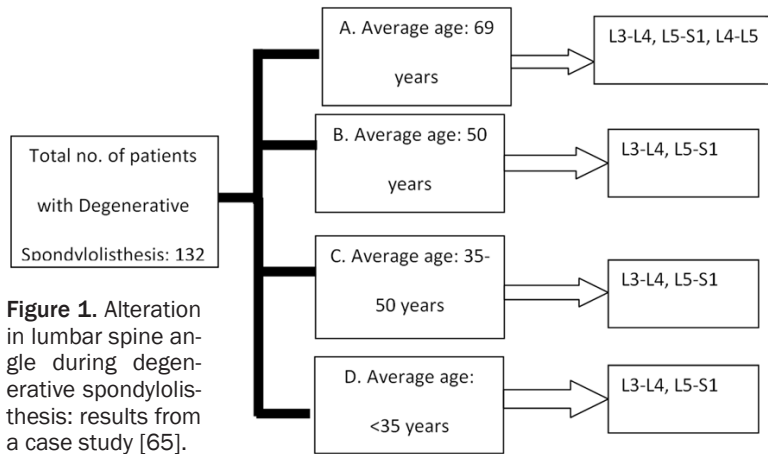 Total no. of patients
with Degenerative
Spondylolisthesis: 132
A. Average age: 69
years
L3-L4, L5-S1, L4-L5
B. Average age: 50
years
L3-L4, L5-S1
C. Average age: 35-
50 years
L3-L4, L5-S1
D. Average age:
<35 years
L3-L4, L5-S1
Figure 1. Alteration
in lumbar spine an-
gle during degen-
erative spondylolis-
thesis: results from
a case study [65].